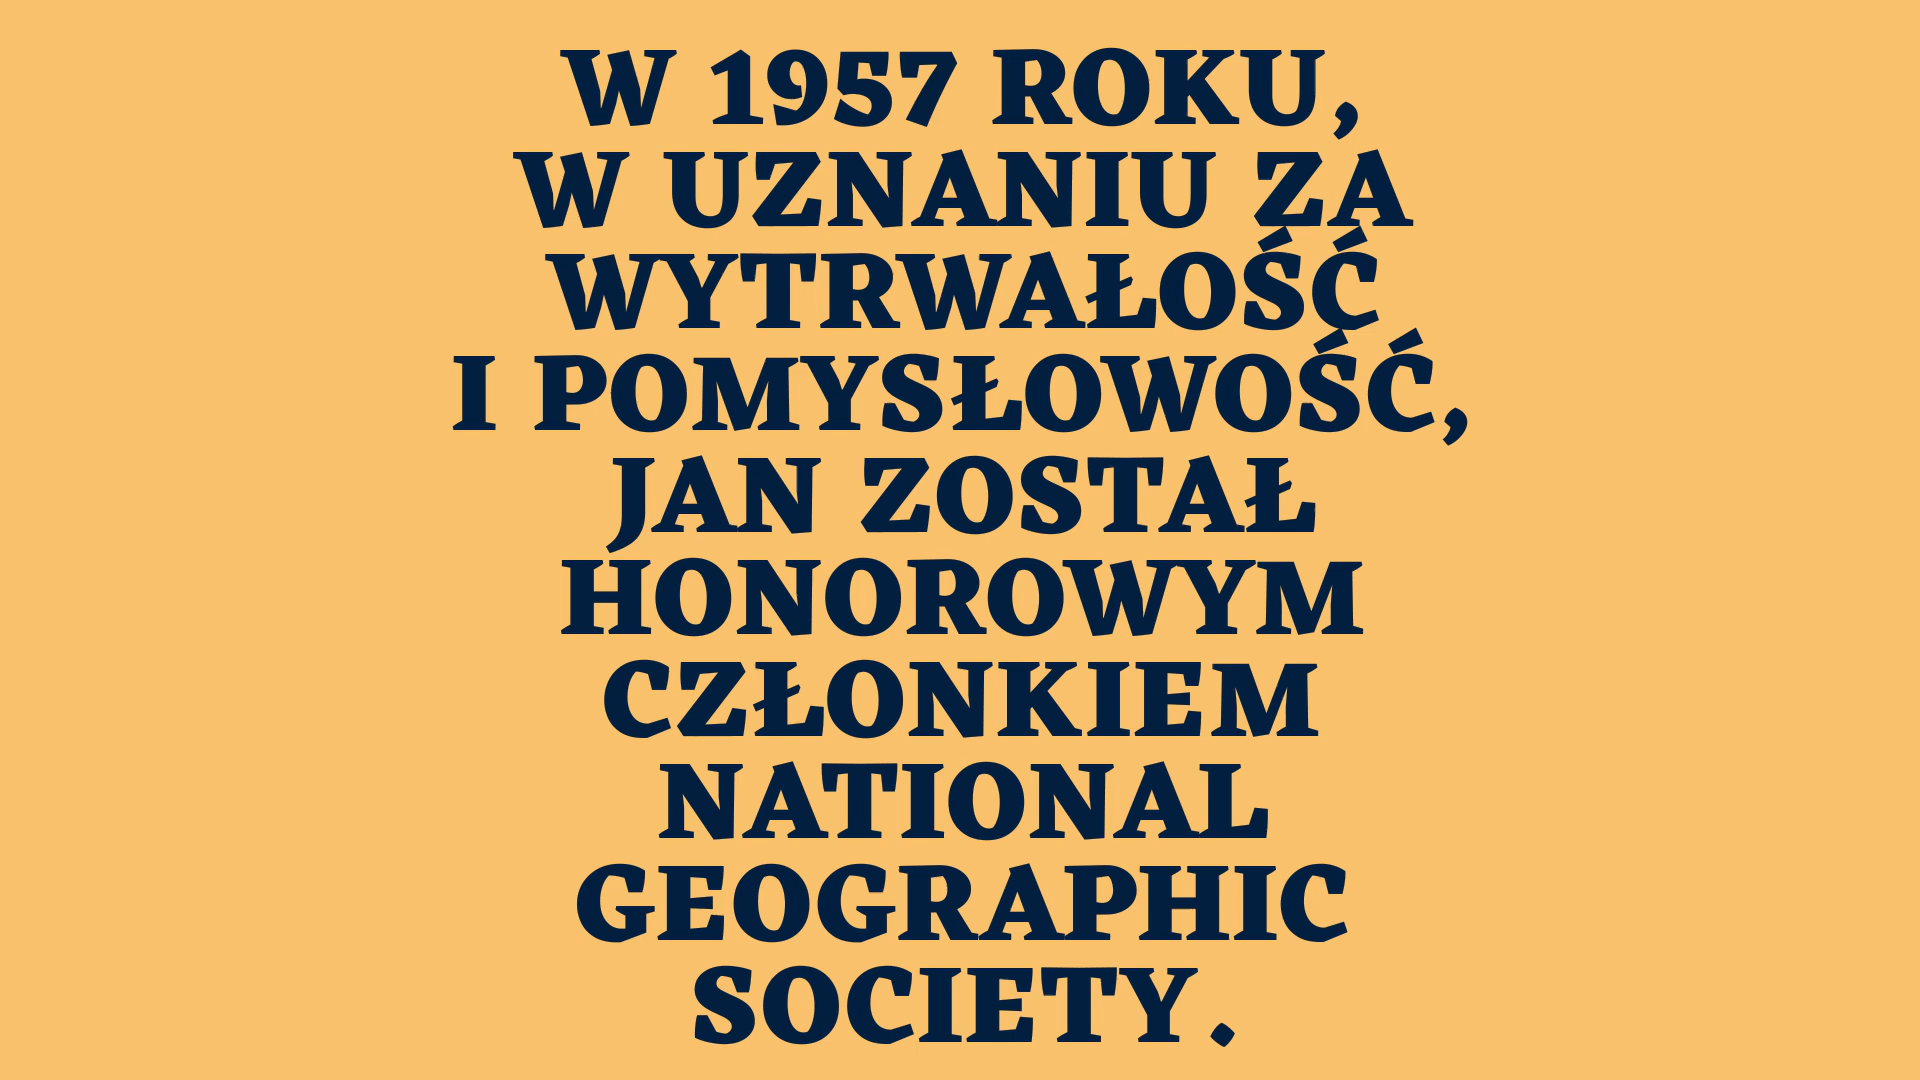 W 1957 ROKU,
W UZNANIU ZA
WYTRWAŁOŚĆ
I POMYSŁOWOŚĆ,
JAN ZOSTAŁ
HONOROWYM
CZŁONKIEM
NATIONAL
GEOGRAPHIC
SOCIETY.